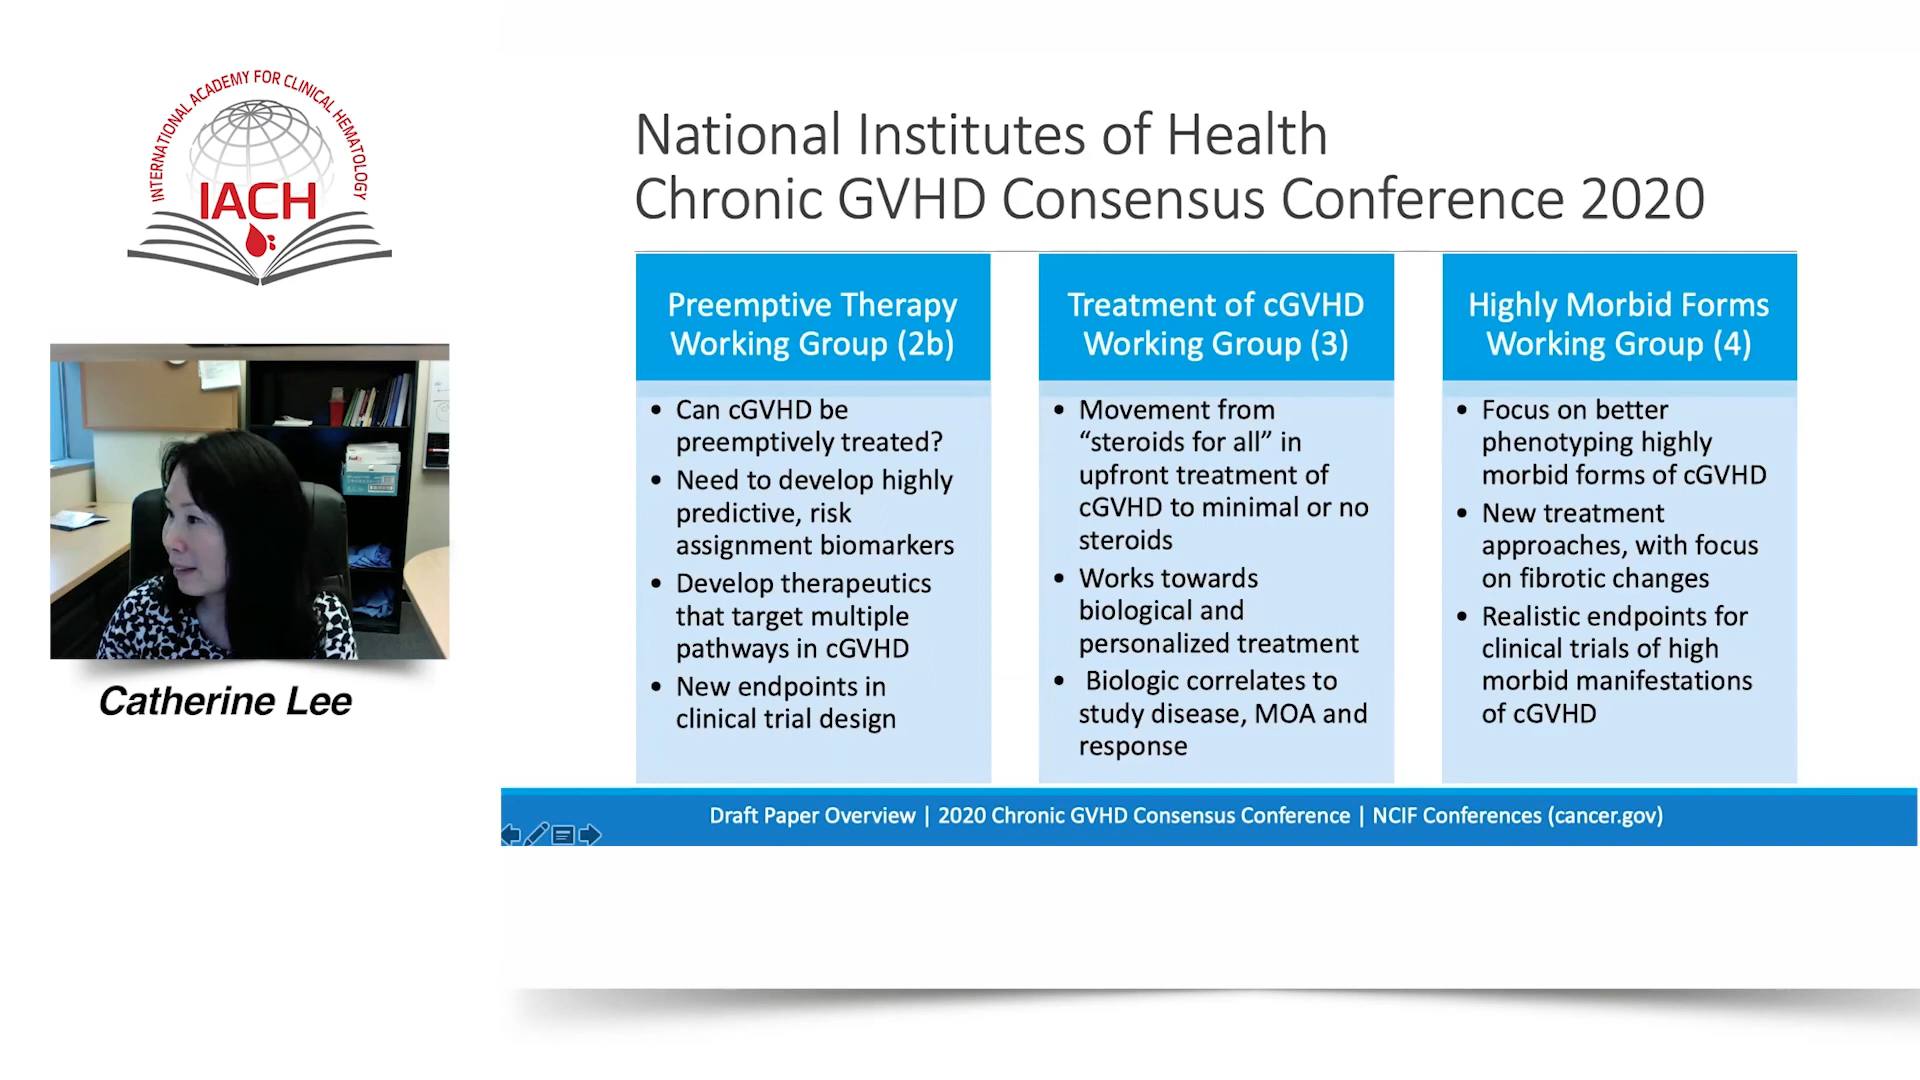 INTERNATIONAL ACADEMY FOR CLINICAL HEMATOLOGY
IACH
Catherine Lee
National Institutes of Health
Chronic GVHD Consensus Conference 2020
Preemptive Therapy
Working Group (2b)
• Can cGVHD be
preemptively treated?
• Need to develop highly
predictive, risk
assignment biomarkers
• Develop therapeutics
that target multiple
pathways in cGVHD
• New endpoints in
clinical trial design
Treatment of cGVHD
Working Group (3)
• Movement from
“steroids for all” in
upfront treatment of
cGVHD to minimal or no
steroids
• Works towards
biological and
personalized treatment
• Biologic correlates to
study disease, MOA and
response
Highly Morbid Forms
Working Group (4)
• Focus on better
phenotyping highly
morbid forms of cGVHD
• New treatment
approaches, with focus
on fibrotic changes
• Realistic endpoints for
clinical trials of high
morbid manifestations
of cGVHD
Draft Paper Overview | 2020 Chronic GVHD Consensus Conference | NCIF Conferences (cancer.gov)